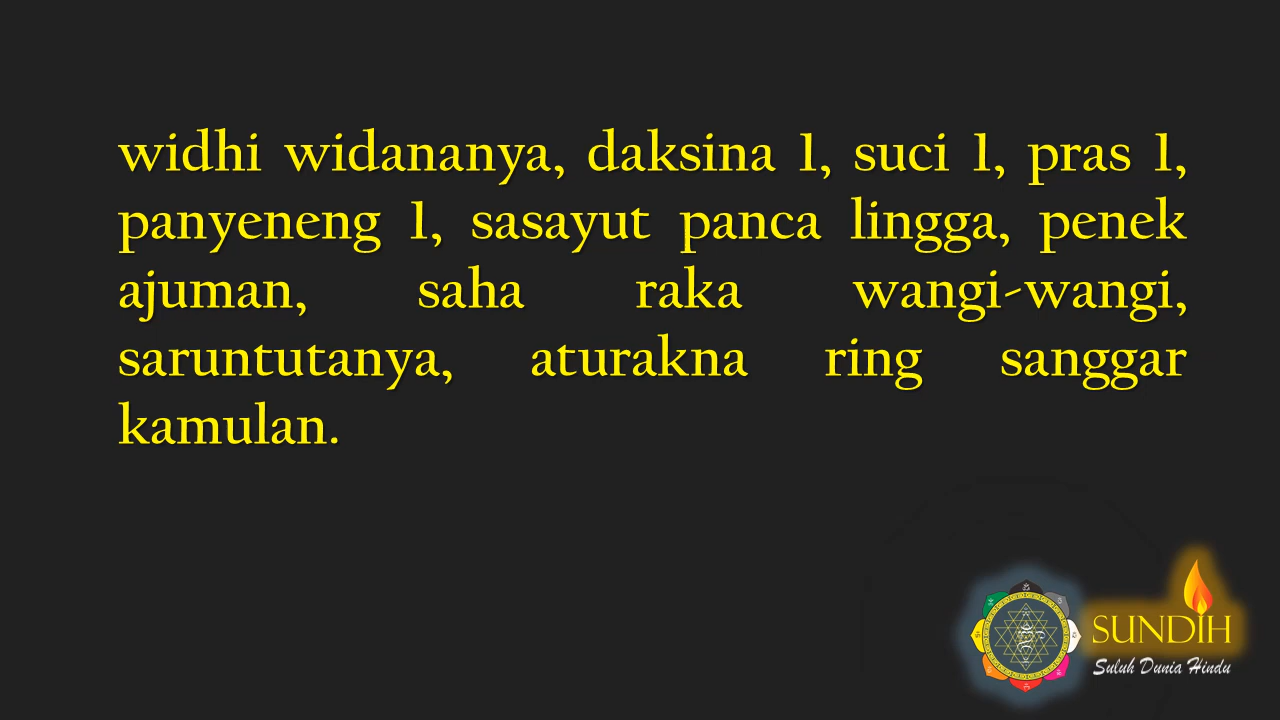 widhi widananya, daksina 1, suci 1, pras 1,
panyeneng 1, sasayut panca lingga, penek
ajuman, saha raka wangi-wangi,
saruntutanya, aturakna ring sanggar
kamulan.
SUNDIH
Suluh Dunia Hindu